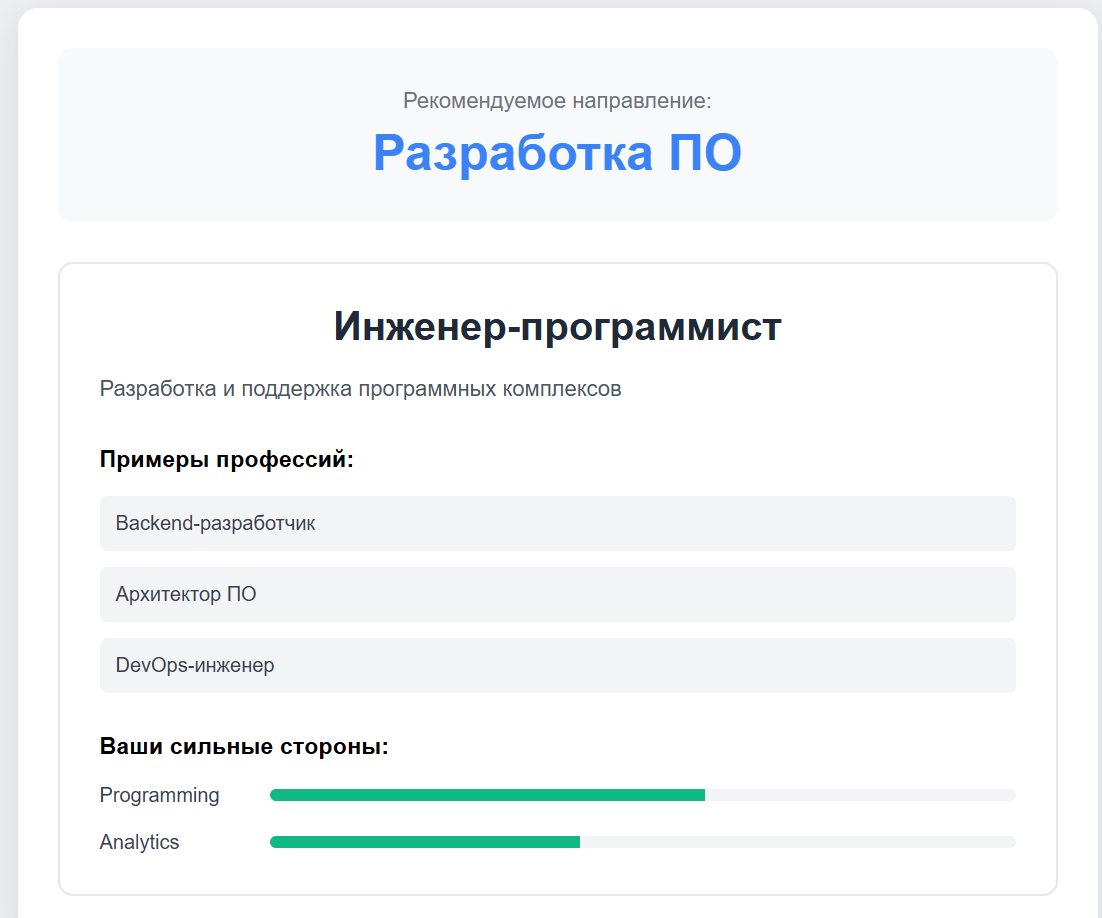 Рекомендуемое направление:
Разработка ПО
Инженер-программист
Разработка и поддержка программных комплексов
Примеры профессий:
Backend-разработчик
Архитектор ПО
DevOps-инженер
Ваши сильные стороны:
Programming
Analytics